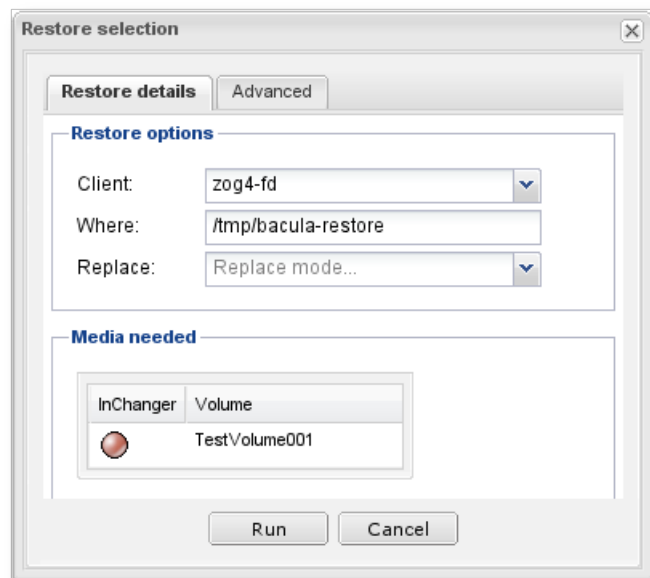 Restore selection
Restore details Advanced
Restore options
Client: zog4-fd
Where: /tmp/bacula-restore
Replace: Replace mode...
Media needed
InChanger Volume
TestVolume001
Run Cancel